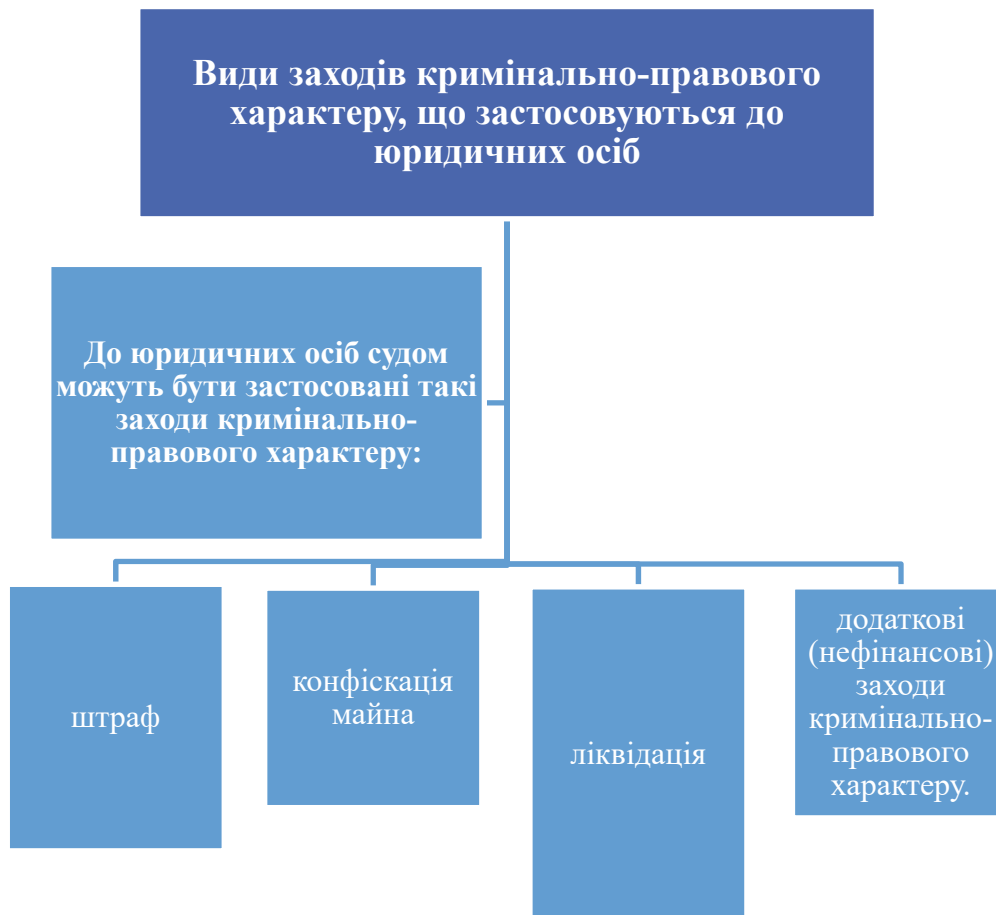 Види заходів кримінально-правового
характеру, що застосовуються до
юридичних осіб
До юридичних осіб судом
можуть бути застосовані такі
заходи кримінально-
правового характеру:
штраф
конфіскація
майна
ліквідація
додаткові
(нефінансові)
заходи
кримінально-
правового
характеру.